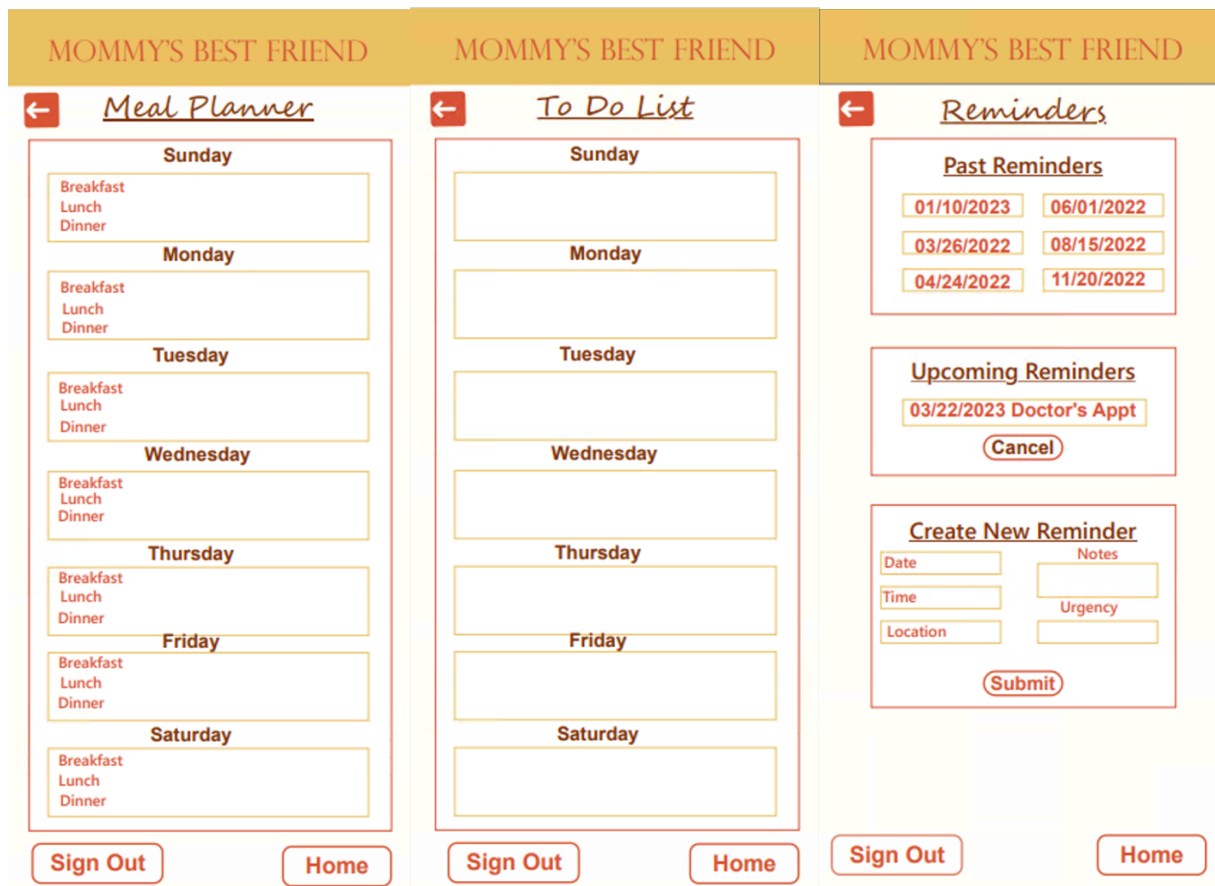 MOMMY'S BEST FRIEND
Meal Planner
Sunday
Breakfast
Lunch
Dinner
Monday
Breakfast
Lunch
Dinner
Tuesday
Breakfast
Lunch
Dinner
Wednesday
Breakfast
Lunch
Dinner
Thursday
Breakfast
Lunch
Dinner
Friday
Breakfast
Lunch
Dinner
Saturday
Breakfast
Lunch
Dinner
Sign Out Home
MOMMY'S BEST FRIEND
To Do List
Sunday
Monday
Tuesday
Wednesday
Thursday
Friday
Saturday
Sign Out Home
MOMMY'S BEST FRIEND
Reminders
Past Reminders
01/10/2023 06/01/2022
03/26/2022 08/15/2022
04/24/2022 11/20/2022
Upcoming Reminders
03/22/2023 Doctor's Appt
Cancel
Create New Reminder
Date Notes
Time Urgency
Location
Submit
Sign Out Home